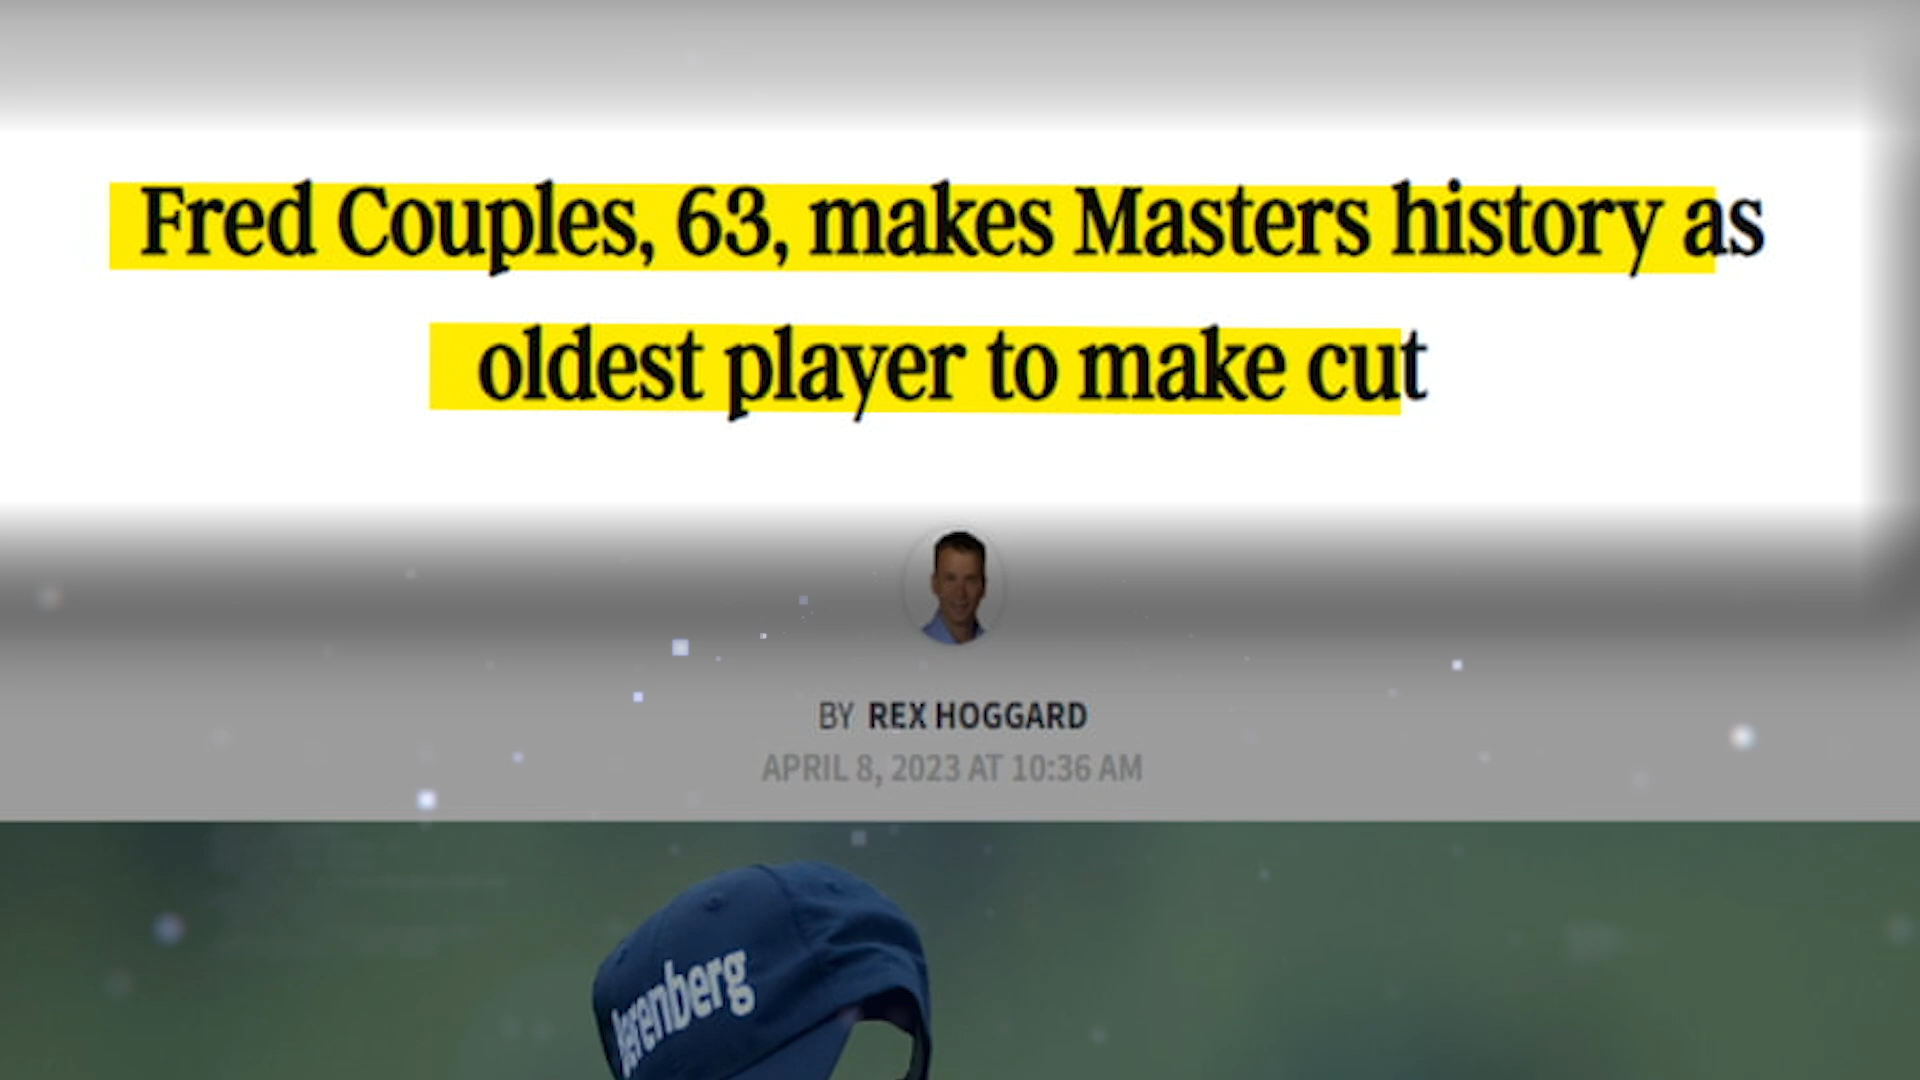 Fred Couples, 63, makes Masters history as
oldest player to make cut
BY REX HOGGARD
APRIL 8, 2023 AT 10:36 AM
berenberg